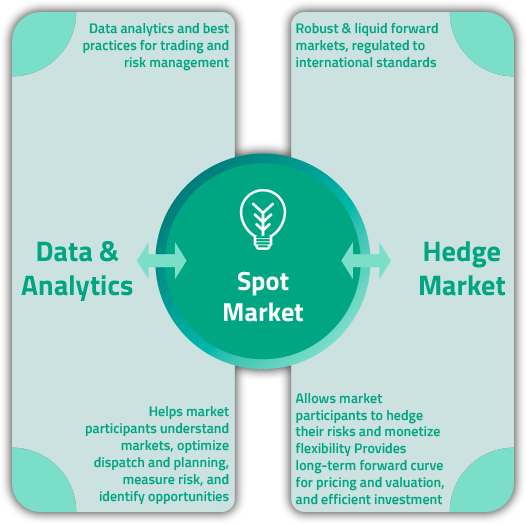 Data analytics and best
practices for trading and
risk management
Data &
Analytics
Helps market
participants understand
markets, optimize
dispatch and planning,
measure risk, and
identify opportunities
Spot
Market
Robust & liquid forward
markets, regulated to
international standards
Hedge
Market
Allows market
participants to hedge
their risks and monetize
flexibility Provides
long-term forward curve
for pricing and valuation,
and efficient investment